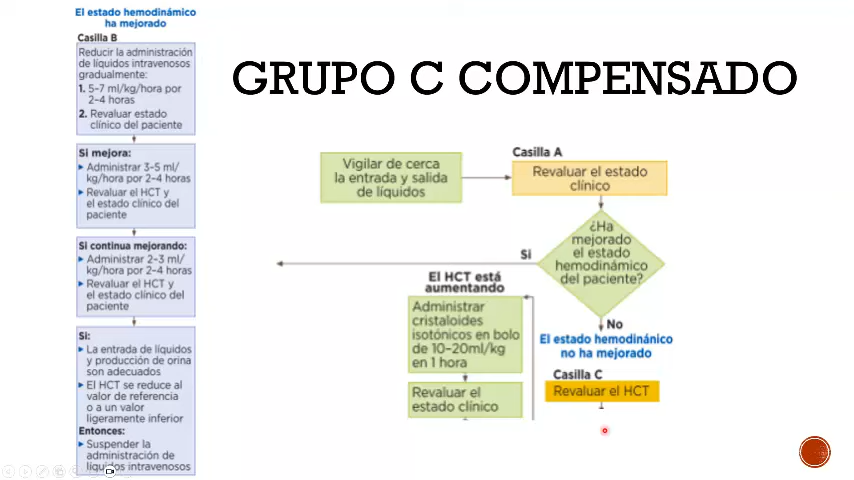 El estado hemodinámico
ha mejorado
Casilla B
Reducir la administración
de líquidos intravenosos
gradualmente:
1. 5-7 ml/kg/hora por
2-4 horas
2. Revaluar estado
clínico del paciente
Si mejora:
Administrar 3-5 ml/
kg/hora por 2-4 horas
Revaluar el HCT y
el estado clínico del
paciente
Si continua mejorando:
Administrar 2-3 ml/
kg/hora por 2-4 horas
Revaluar el HCT y
el estado clínico del
paciente
Si:
La entrada de líquidos
y producción de orina
son adecuados
El HCT se reduce al
valor de referencia
o a un valor
ligeramente inferior
Entonces:
Suspender la
administración de
líquidos intravenosos
GRUPO C COMPENSADO
Vigilar de cerca
la entrada y salida
de líquidos
Casilla A
Revaluar el estado
clínico
¿Ha
mejorado
el estado
hemodinámico
del paciente?
Sí
El HCT está
aumentando
Administrar
cristaloides
isotónicos en bolo
de 10-20ml/kg
en 1 hora
Revaluar el
estado clínico
No
El estado hemodinánico
no ha mejorado
Casilla C
Revaluar el HCT